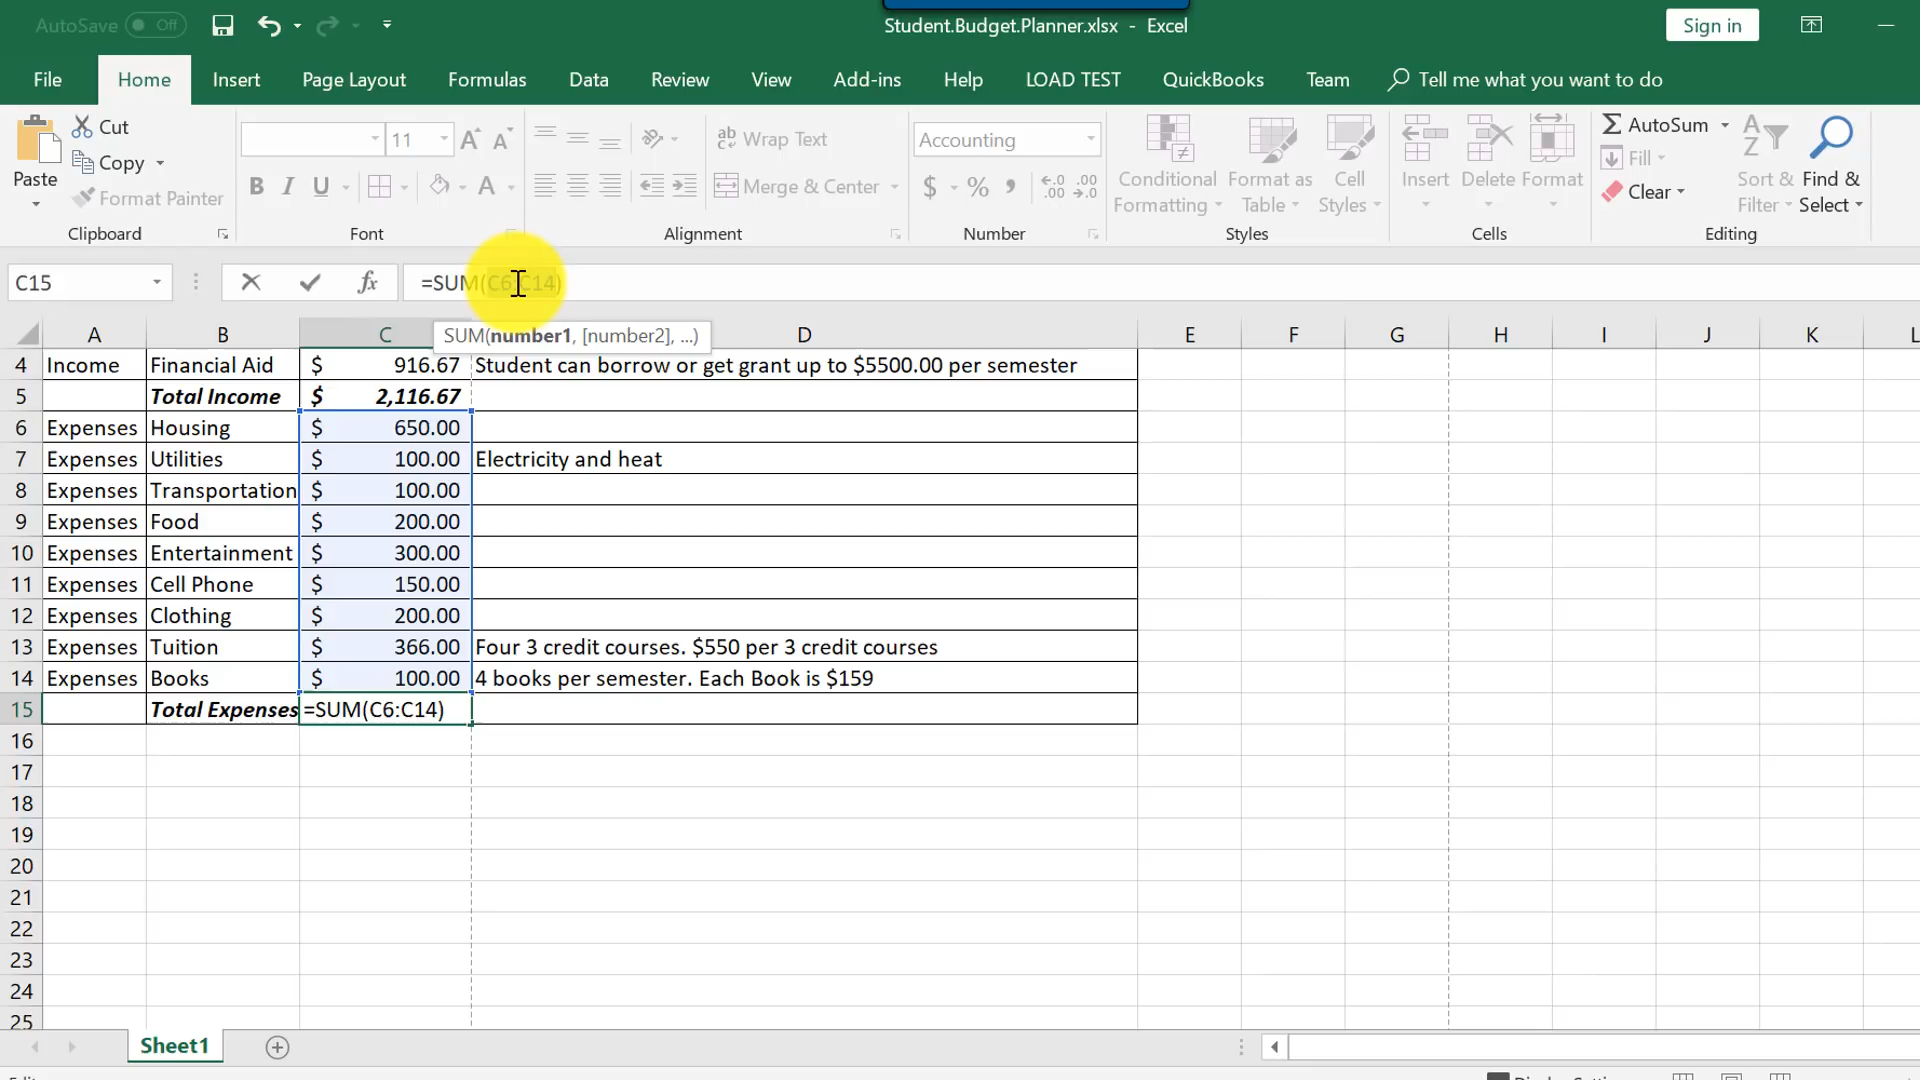 AutoSave Off Student.Budget.Planner.xlsx - Excel Sign in
File Home Insert Page Layout Formulas Data Review View Add-ins Help LOAD TEST QuickBooks Team Tell me what you want to do
Paste Cut Copy Format Painter
11 Wrap Text Merge & Center
Accounting $ % , .00 .00 0
Conditional Formatting Format as Table Cell Styles Insert Delete Format
AutoSum Fill Clear Sort & Filter Find & Select
Clipboard Font Alignment Number Styles Cells Editing
C15 fx =SUM(C6:C14)
SUM(number1, [number2], ...)
A B C D E F G H I J K L
4 Income Financial Aid $ 916.67 Student can borrow or get grant up to $5500.00 per semester
5 Total Income $ 2,116.67
6 Expenses Housing $ 650.00
7 Expenses Utilities $ 100.00 Electricity and heat
8 Expenses Transportation $ 100.00
9 Expenses Food $ 200.00
10 Expenses Entertainment $ 300.00
11 Expenses Cell Phone $ 150.00
12 Expenses Clothing $ 200.00
13 Expenses Tuition $ 366.00 Four 3 credit courses. $550 per 3 credit courses
14 Expenses Books $ 100.00 4 books per semester. Each Book is $159
15 Total Expenses =SUM(C6:C14)
16
17
18
19
20
21
22
23
24
25
Sheet1